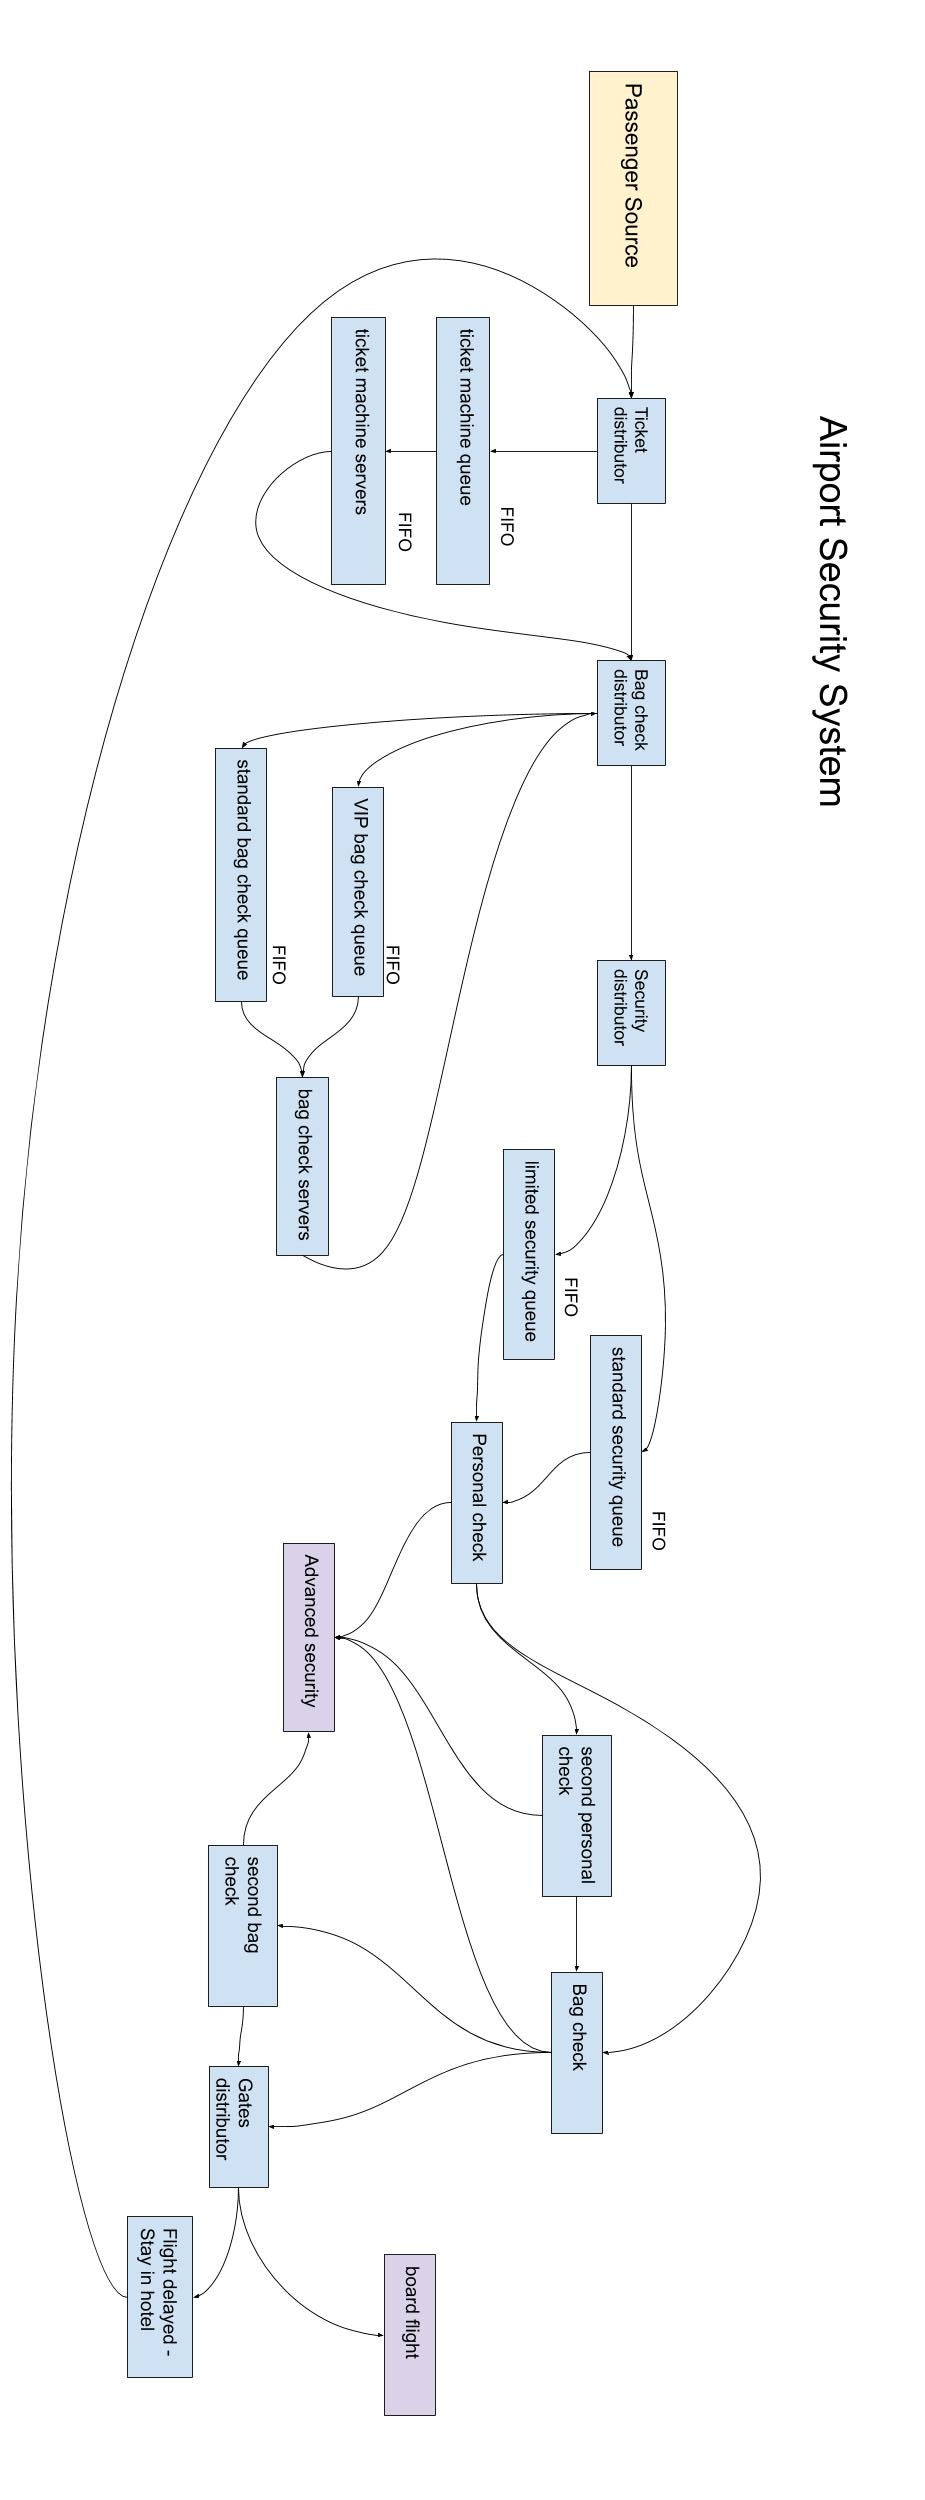 Airport Security System
Passenger Source
Ticket
distributor
ticket machine queue
FIFO
ticket machine servers
FIFO
Bag check
distributor
VIP bag check queue
FIFO
standard bag check queue
FIFO
bag check servers
Security
distributor
limited security queue
FIFO
standard security queue
FIFO
Personal check
Advanced security
second personal
check
Bag check
second bag
check
Gates
distributor
board flight
Flight delayed -
Stay in hotel